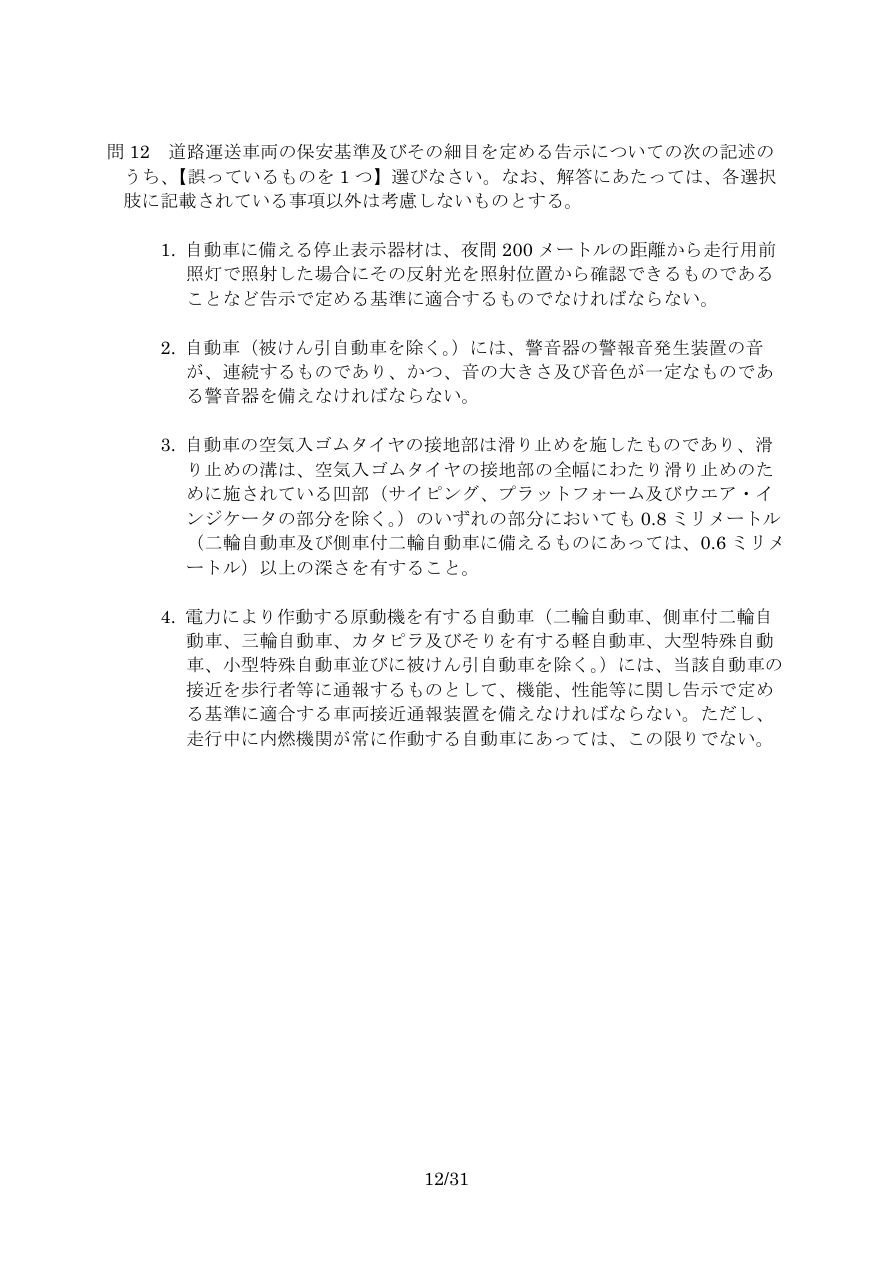 問 12　道路運送車両の保安基準及びその細目を定める告示についての次の記述の
うち、【誤っているものを 1 つ】選びなさい。なお、解答にあたっては、各選択
肢に記載されている事項以外は考慮しないものとする。
1. 自動車に備える停止表示器材は、夜間 200 メートルの距離から走行用前
照灯で照射した場合にその反射光を照射位置から確認できるものである
ことなど告示で定める基準に適合するものでなければならない。
2. 自動車（被けん引自動車を除く。）には、警音器の警報音発生装置の音
が、連続するものであり、かつ、音の大きさ及び音色が一定なものであ
る警音器を備えなければならない。
3. 自動車の空気入ゴムタイヤの接地部は滑り止めを施したものであり、滑
り止めの溝は、空気入ゴムタイヤの接地部の全幅にわたり滑り止めのた
めに施されている凹部（サイピング、プラットフォーム及びウエア・イ
ンジケータの部分を除く。）のいずれの部分においても 0.8 ミリメートル
（二輪自動車及び側車付二輪自動車に備えるものにあっては、0.6 ミリメ
ートル）以上の深さを有すること。
4. 電力により作動する原動機を有する自動車（二輪自動車、側車付二輪自
動車、三輪自動車、カタピラ及びそりを有する軽自動車、大型特殊自動
車、小型特殊自動車並びに被けん引自動車を除く。）には、当該自動車の
接近を歩行者等に通報するものとして、機能、性能等に関し告示で定め
る基準に適合する車両接近通報装置を備えなければならない。ただし、
走行中に内燃機関が常に作動する自動車にあっては、この限りでない。
12/31